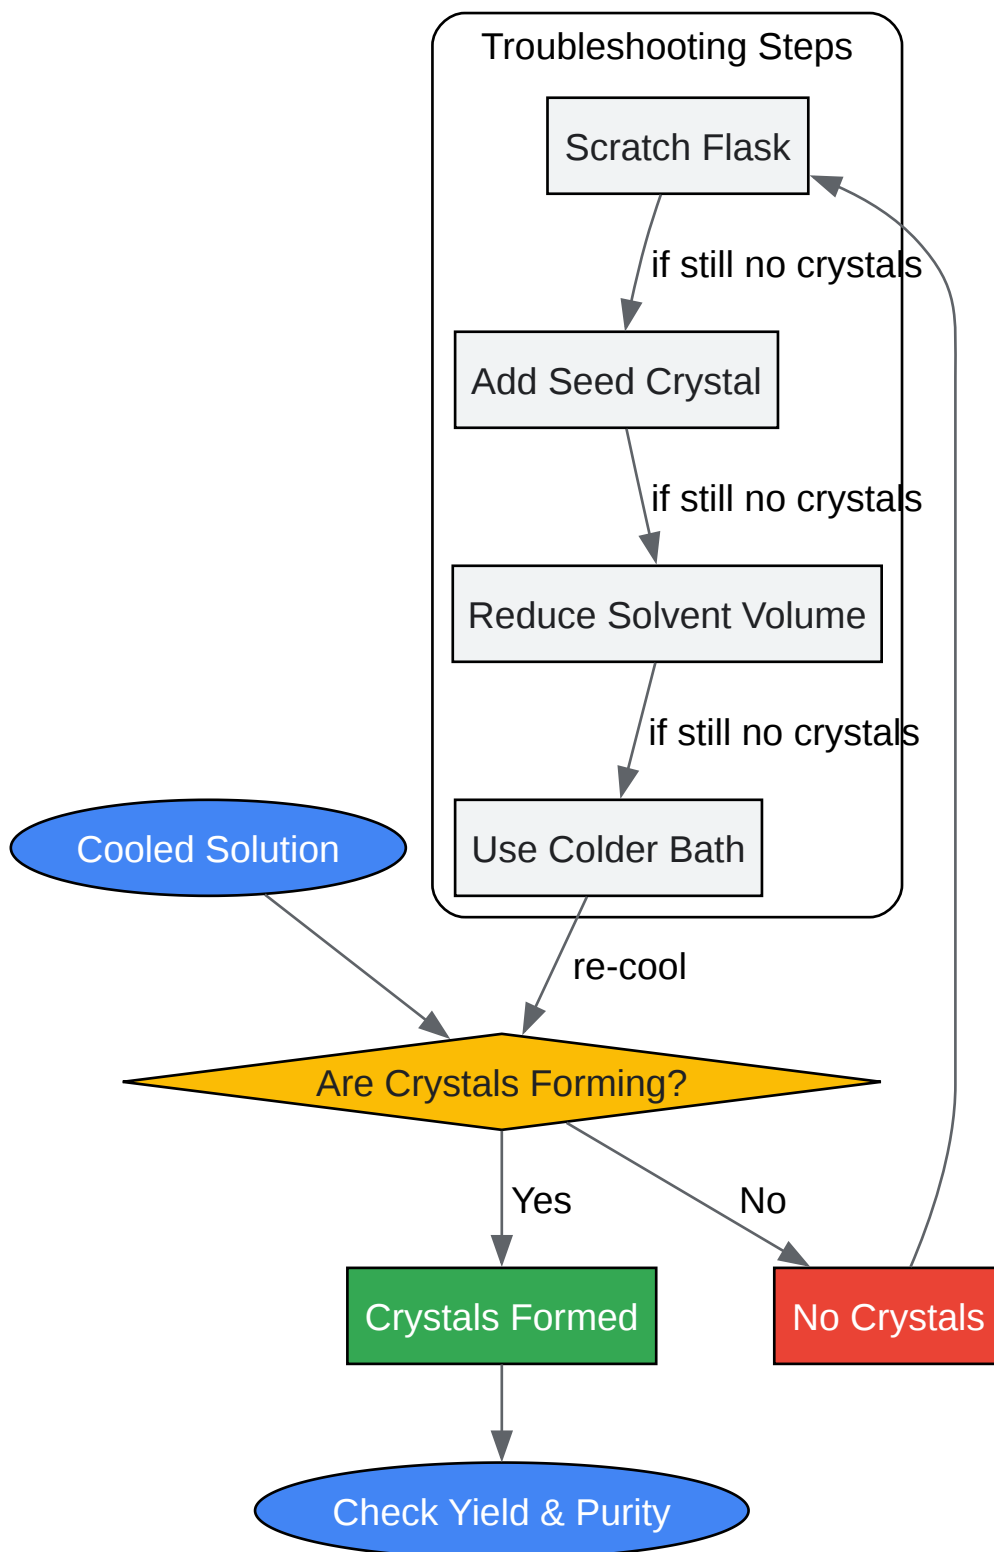 Troubleshooting Steps
Scratch Flask
if still no crystals
Add Seed Crystal
if still no crystals
Reduce Solvent Volume
if still no crystals
Cooled Solution
Use Colder Bath
re-cool
Are Crystals Forming?
Yes
No
Crystals Formed
No Crystals
Check Yield & Purity